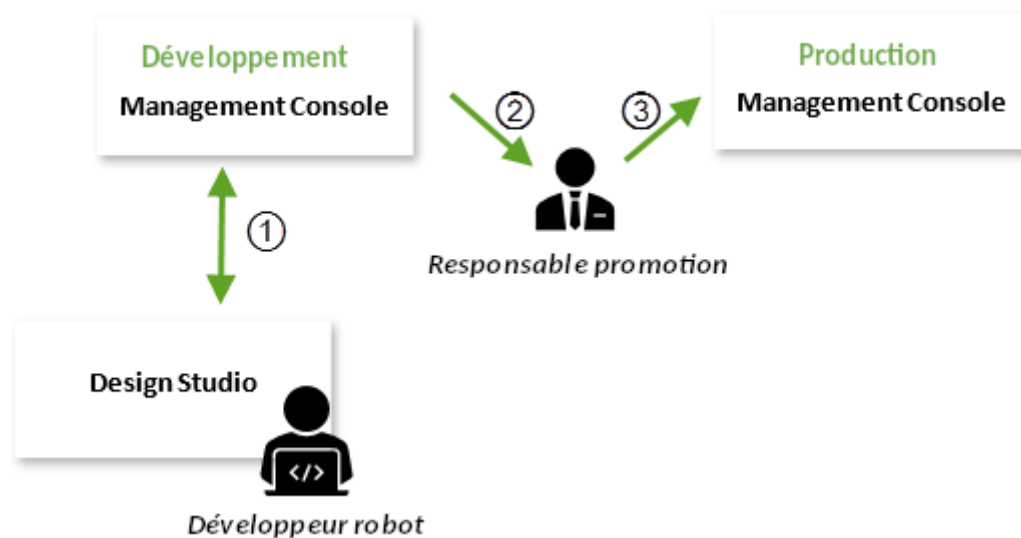 Développement
Management Console
Production
Management Console
②
③
Responsable promotion
①
Design Studio
</>
Développeur robot